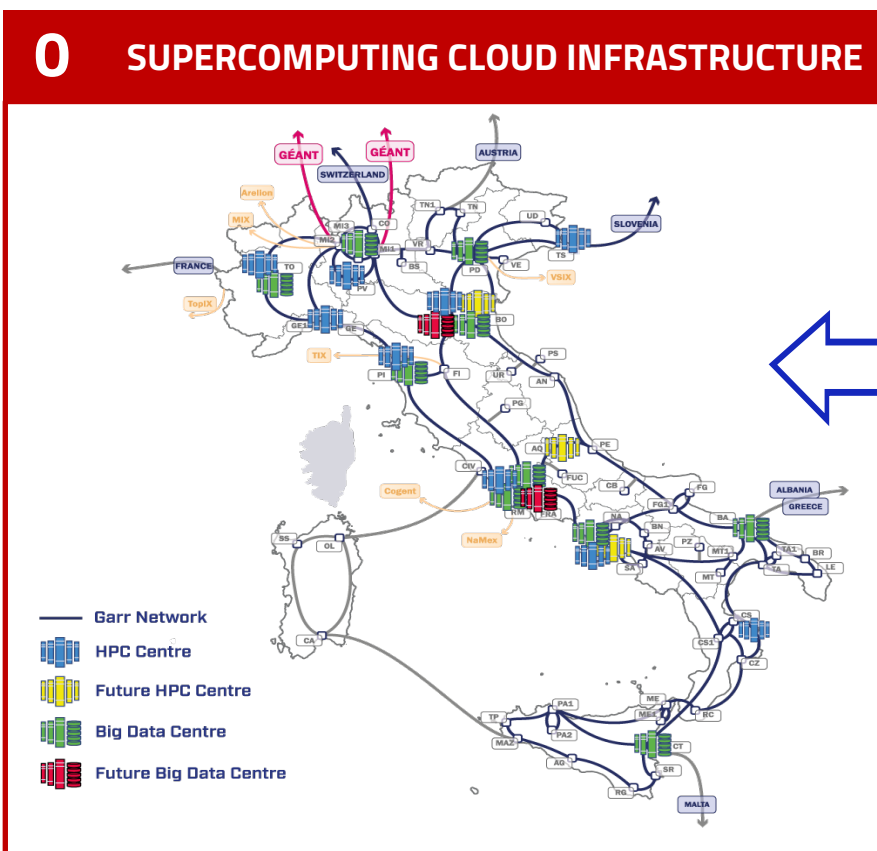 0 SUPERCOMPUTING CLOUD INFRASTRUCTURE
GÉANT
GÉANT
AUSTRIA
SWITZERLAND
Arelion
MIX
TN1
TN
UD
SLOVENIA
MI3
CO
MI2
MI1
VR
BS
PD
VE
TS
VSIX
FRANCE
TO
PV
TopIX
GE1
GE
BO
TIX
PI
FI
PS
UR
AN
PG
AQ
PE
CIV
FUC
CB
Cogent
RM
FRA
NaMex
FG
FG1
ALBANIA
GREECE
BA
NA
BN
AV
PZ
MT1
TA1
BR
SA
MT
TA
LE
SS
OL
CA
CS
CS1
CZ
Garr Network
HPC Centre
Future HPC Centre
Big Data Centre
Future Big Data Centre
TP
PA1
ME
ME1
RC
PA2
MAZ
CT
AG
SR
RG
MALTA